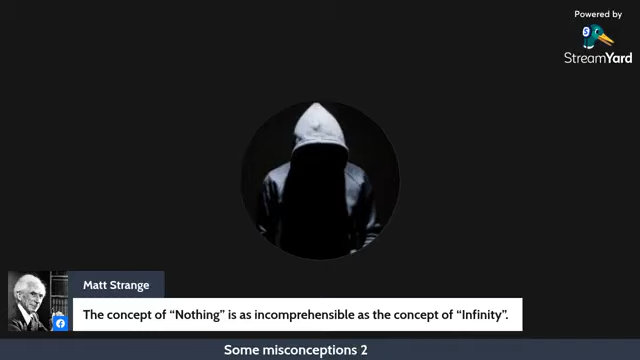 Powered by
StreamYard
Matt Strange
The concept of “Nothing” is as incomprehensible as the concept of “Infinity”.
Some misconceptions 2